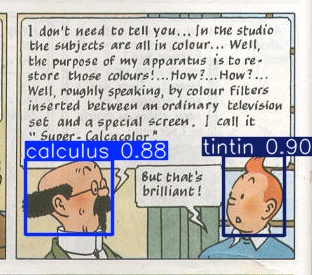 I don't need to tell you... In the studio
the subjects are all in colour... Well,
the purpose of my apparatus is to re-
store those colours!...How?...How?...
Well, roughly speaking, by colour filters
inserted between an ordinary television
set and a special screen. I call it
"Super-Calcacolor"
calculus 0.88
tintin 0.90
But that's
brilliant!